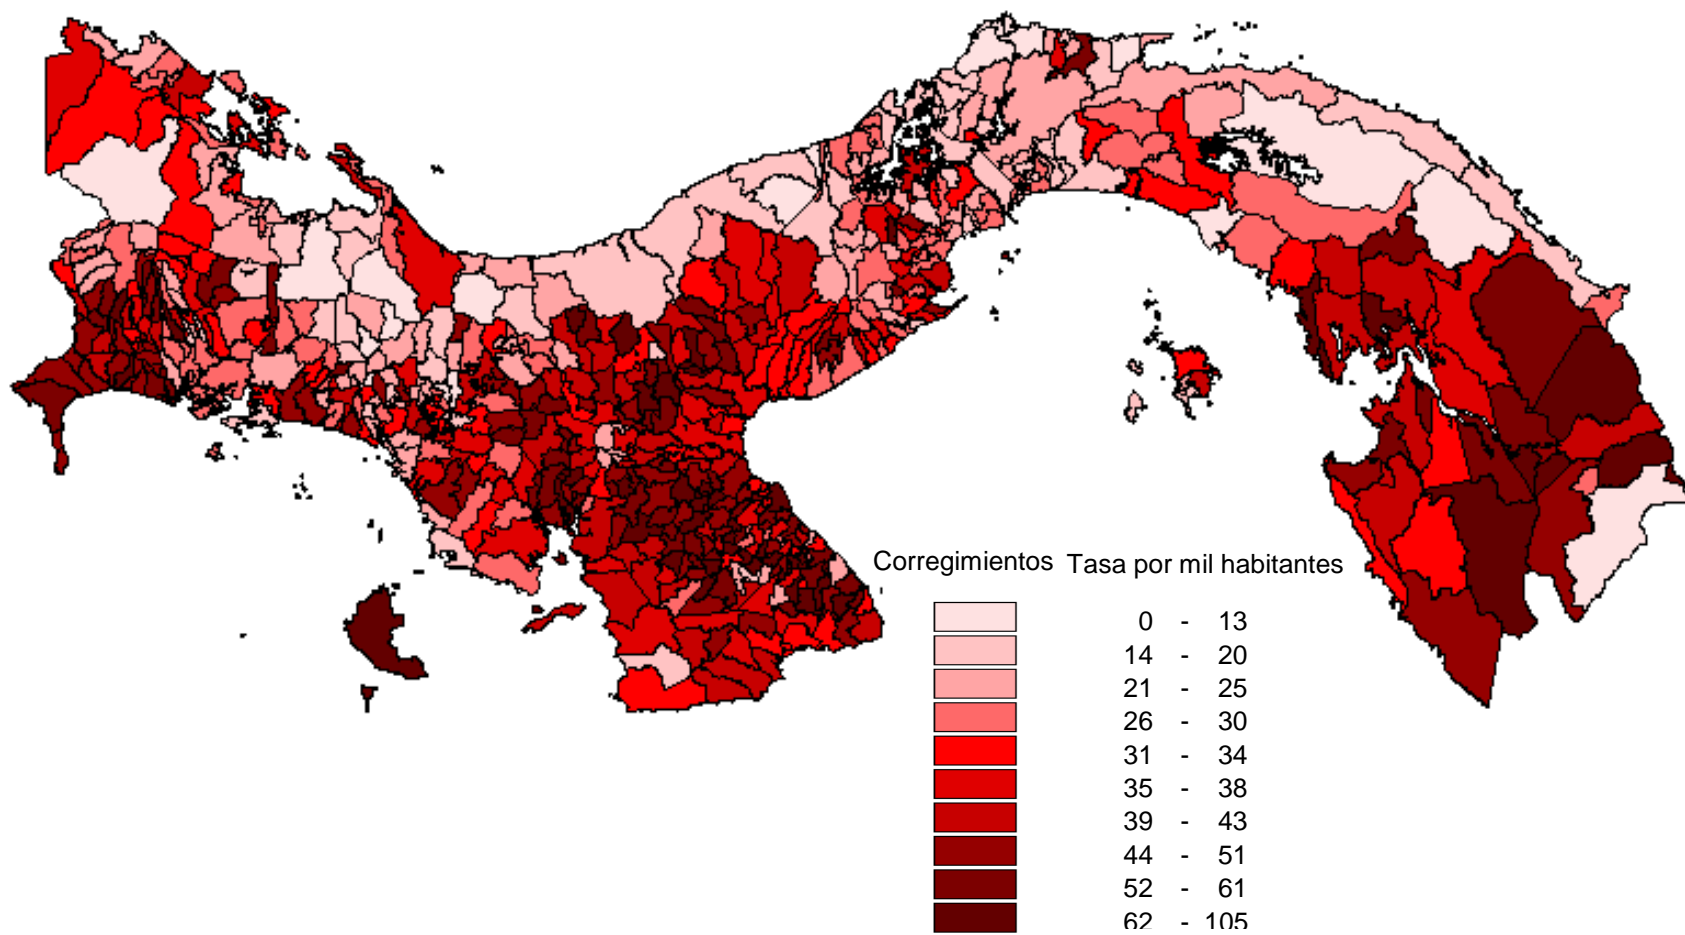 Corregimientos Tasa por mil habitantes
0 - 13
14 - 20
21 - 25
26 - 30
31 - 34
35 - 38
39 - 43
44 - 51
52 - 61
62 - 105